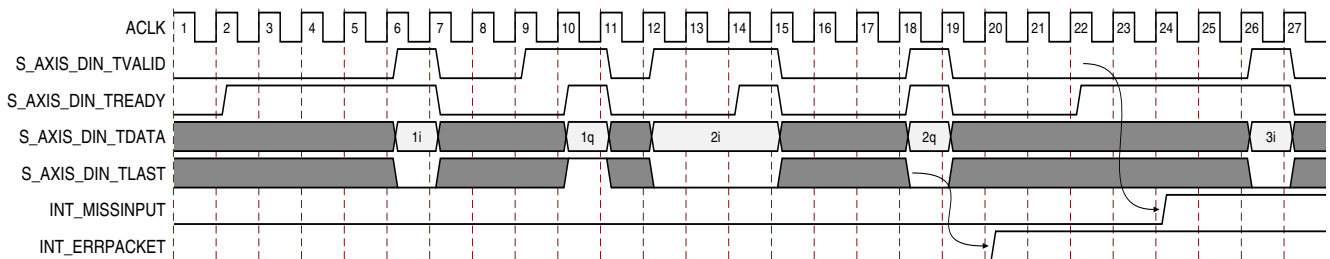 ACLK 1 2 3 4 5 6 7 8 9 10 11 12 13 14 15 16 17 18 19 20 21 22 23 24 25 26 27
S_AXIS_DIN_TVALID
S_AXIS_DIN_TREADY
S_AXIS_DIN_TDATA 1i 1q 2i 2q 3i
S_AXIS_DIN_TLAST
INT_MISSINPUT
INT_ERRPACKET